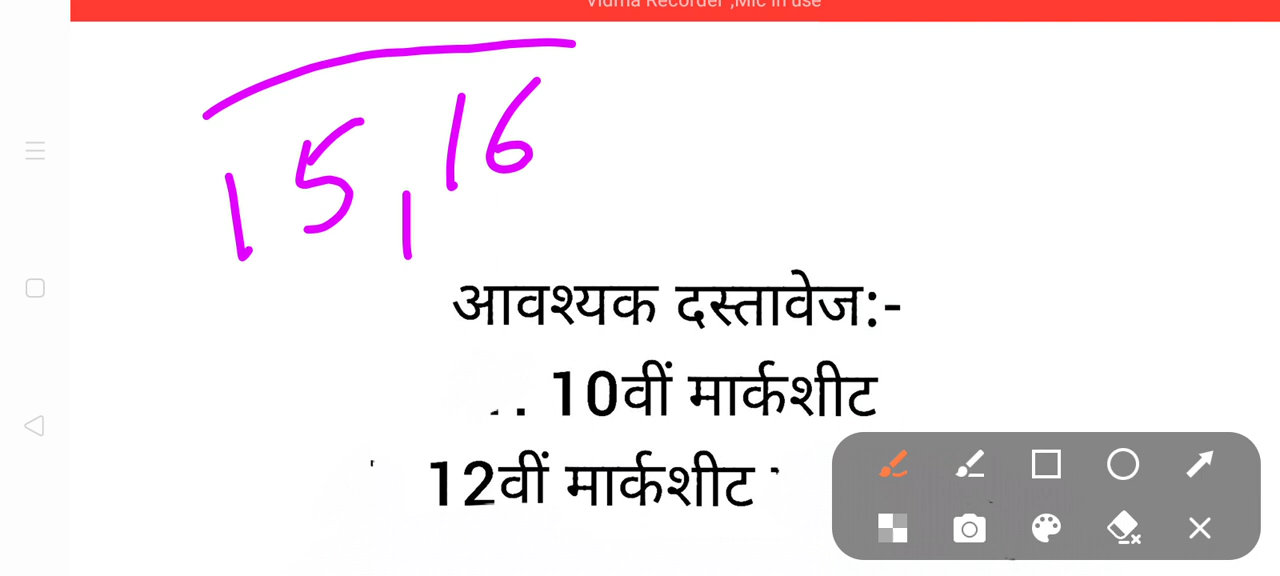 Vidma Recorder ,Mic in use
15, 16
आवश्यक दस्तावेज:-
10वीं मार्कशीट
12वीं मार्कशीट